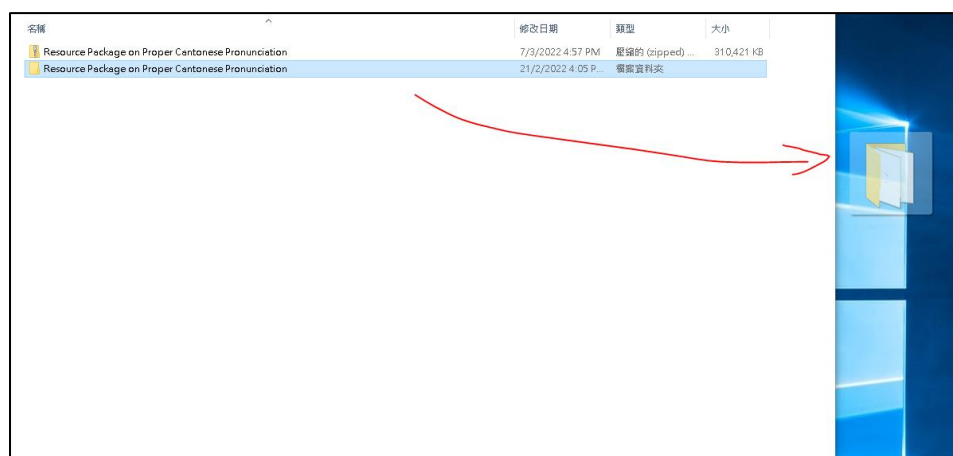 名稱 修改日期 類型 大小
Resource Package on Proper Cantonese Pronunciation 7/3/2022 4:57 PM 壓縮的 (zipped) ... 310,421 KB
Resource Package on Proper Cantonese Pronunciation 21/2/2022 4:05 P... 檔案資料夾